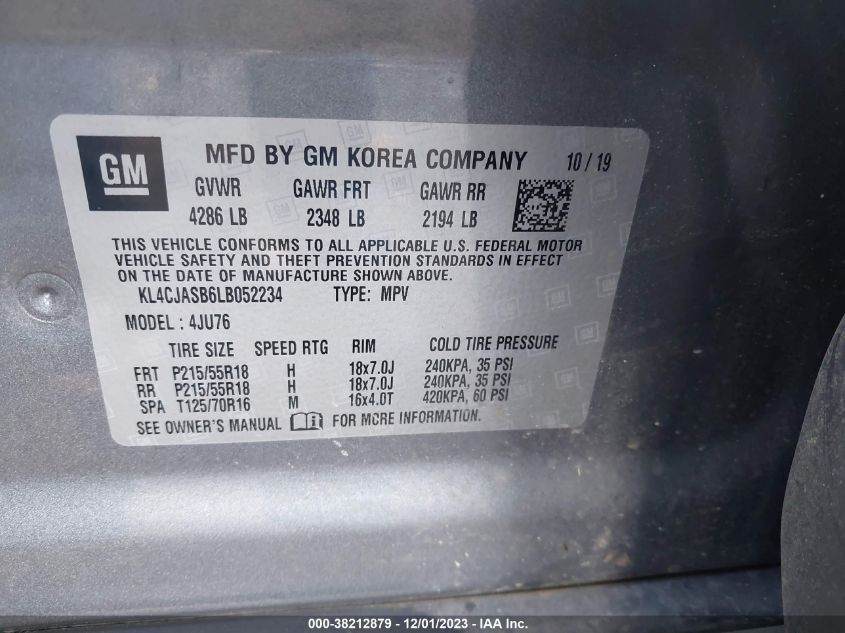 GM MFD BY GM KOREA COMPANY 10 / 19
GVWR GAWR FRT GAWR RR
4286 LB 2348 LB 2194 LB
THIS VEHICLE CONFORMS TO ALL APPLICABLE U.S. FEDERAL MOTOR
VEHICLE SAFETY AND THEFT PREVENTION STANDARDS IN EFFECT
ON THE DATE OF MANUFACTURE SHOWN ABOVE.
KL4CJASB6LB052234 TYPE: MPV
MODEL : 4JU76
TIRE SIZE SPEED RTG RIM COLD TIRE PRESSURE
FRT P215/55R18 H 18x7.0J 240KPA, 35 PSI
RR P215/55R18 H 18x7.0J 240KPA, 35 PSI
SPA T125/70R16 M 16x4.0T 420KPA, 60 PSI
SEE OWNER'S MANUAL FOR MORE INFORMATION.
000-38212879 - 12/01/2023 - IAA Inc.